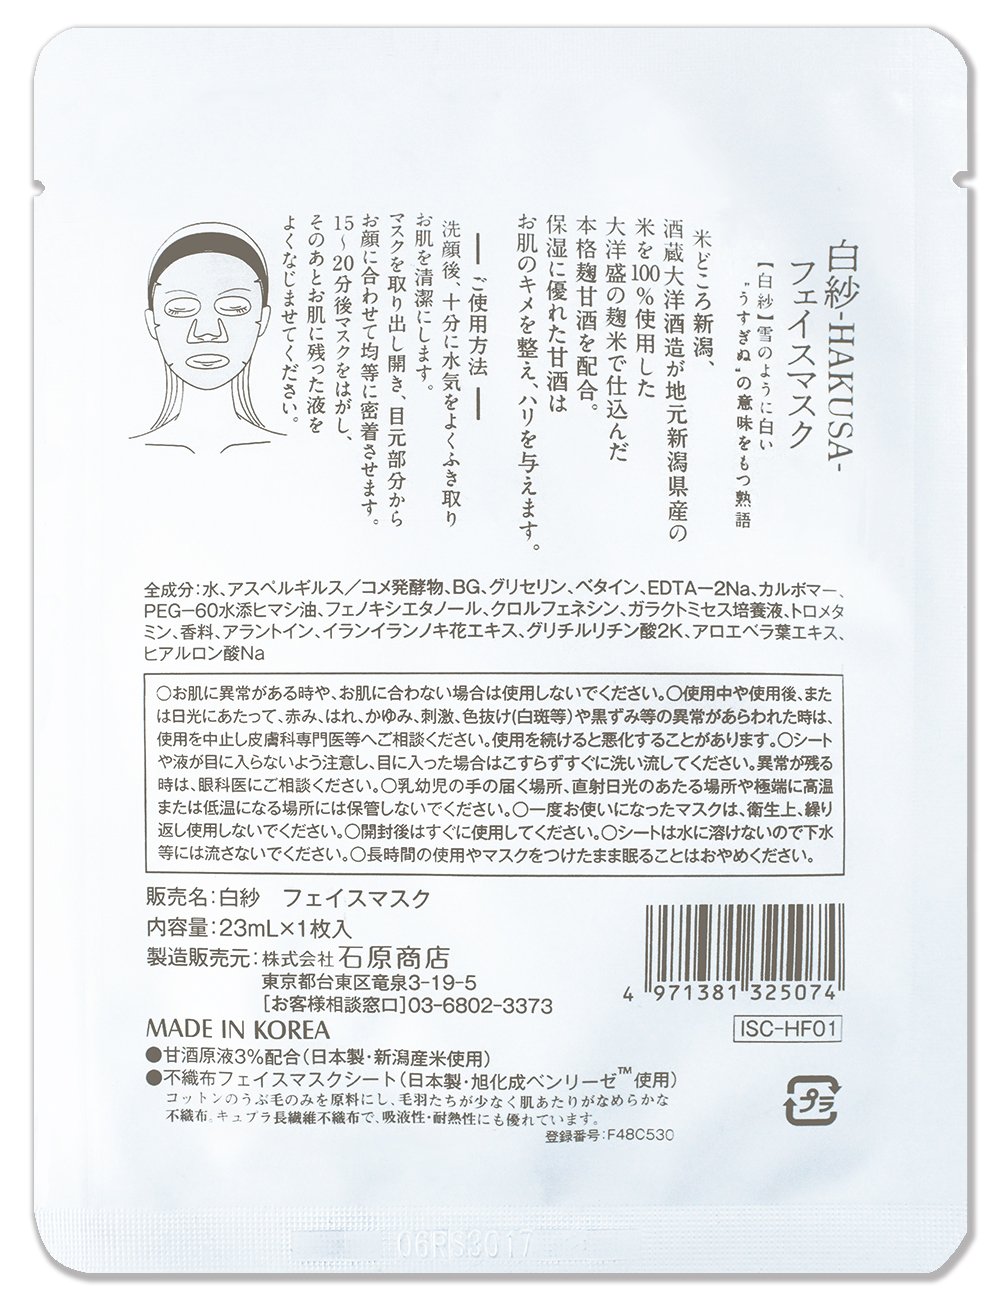 白紗-HAKUSA-
フェイスマスク
【白紗】雪のように白い
“うすぎぬ”の意味をもつ熟語
米どころ新潟、
酒蔵大洋酒造が地元新潟県産の
米を100％使用した
大洋盛の麹米で仕込んだ
本格麹甘酒を配合。
保湿に優れた甘酒は
お肌のキメを整え、ハリを与えます。
ご使用方法
洗顔後、十分に水気をよくふき取り
お肌を清潔にします。
マスクを取り出し開き、目元部分から
お顔に合わせて均等に密着させます。
15〜20分後マスクをはがし、
そのあとお肌に残った液を
よくなじませてください。
全成分：水、アスペルギルス／コメ発酵物、BG、グリセリン、ベタイン、EDTA－2Na、カルボマー、
PEG－60水添ヒマシ油、フェノキシエタノール、クロルフェネシン、ガラクトミセス培養液、トロメタ
ミン、香料、アラントイン、イランイランノキ花エキス、グリチルリチン酸2K、アロエベラ葉エキス、
ヒアルロン酸Na
○お肌に異常がある時や、お肌に合わない場合は使用しないでください。○使用中や使用後、また
は日光にあたって、赤み、はれ、かゆみ、刺激、色抜け(白斑等)や黒ずみ等の異常があらわれた時は、
使用を中止し皮膚科専門医等へご相談ください。使用を続けると悪化することがあります。○シート
や液が目に入らないよう注意し、目に入った場合はこすらずすぐに洗い流してください。異常が残る
時は、眼科医にご相談ください。○乳幼児の手の届く場所、直射日光のあたる場所や極端に高温
または低温になる場所には保管しないでください。○一度お使いになったマスクは、衛生上、繰り
返し使用しないでください。○開封後はすぐに使用してください。○シートは水に溶けないので下水
等には流さないでください。○長時間の使用やマスクをつけたまま眠ることはおやめください。
販売名：白紗　フェイスマスク
内容量：23mL×1枚入
製造販売元：株式会社 石原商店
東京都台東区竜泉3-19-5
[お客様相談窓口]03-6802-3373
MADE IN KOREA
●甘酒原液3％配合（日本製・新潟産米使用）
●不織布フェイスマスクシート（日本製・旭化成ベンリーゼ™使用）
コットンのうぶ毛のみを原料にし、毛羽たちが少なく肌あたりがなめらかな
不織布。キュプラ長繊維不織布で、吸液性・耐熱性にも優れています。
登録番号：F48C530
4 971381 325074
ISC-HF01
プラ
06RS3017